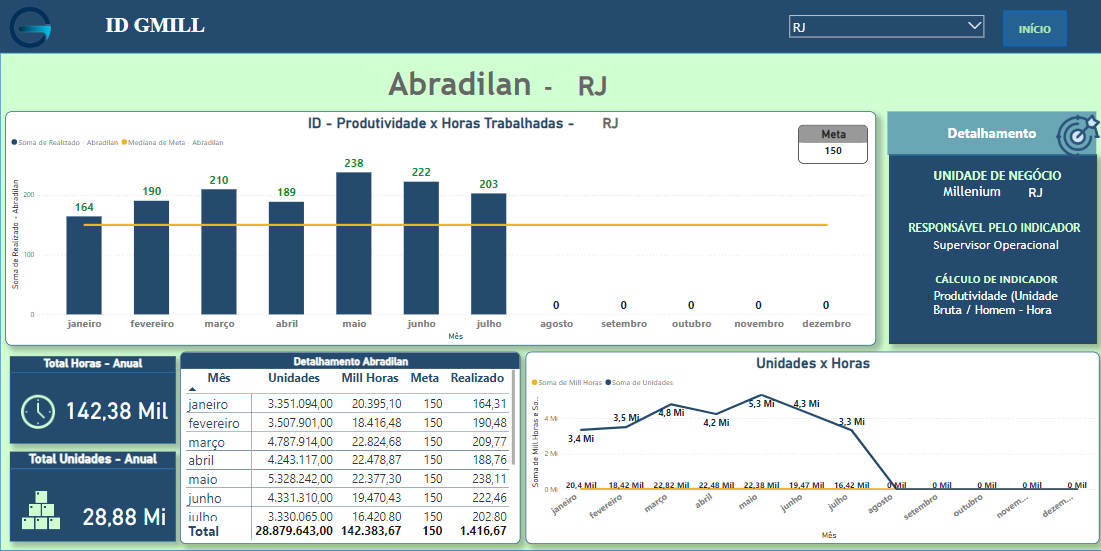 ID GMILL
RJ
INÍCIO
Abradilan - RJ
ID - Produtividade x Horas Trabalhadas - RJ
Soma de Realizado - Abradilan Mediana de Meta - Abradilan
Meta
150
Soma de Realizado - Abradilan
200
100
0
164
190
210
189
238
222
203
0
0
0
0
0
janeiro fevereiro março abril maio junho julho agosto setembro outubro novembro dezembro
Mês
Detalhamento
UNIDADE DE NEGÓCIO
Millenium RJ
RESPONSÁVEL PELO INDICADOR
Supervisor Operacional
CÁLCULO DE INDICADOR
Produtividade (Unidade
Bruta / Homem - Hora
Total Horas - Anual
142,38 Mil
Total Unidades - Anual
28,88 Mi
Detalhamento Abradilan
Mês Unidades Mill Horas Meta Realizado
janeiro 3.351.094,00 20.395,10 150 164,31
fevereiro 3.507.901,00 18.416,48 150 190,48
março 4.787.914,00 22.824,68 150 209,77
abril 4.243.117,00 22.478,87 150 188,76
maio 5.328.242,00 22.377,30 150 238,11
junho 4.331.310,00 19.470,43 150 222,46
julho 3.330.065,00 16.420,80 150 202,80
Total 28.879.643,00 142.383,67 150 1.416,67
Unidades x Horas
Soma de Mill Horas Soma de Unidades
Soma de Mill Horas e So...
4 Mi
2 Mi
0 Mi
3,4 Mi
3,5 Mi
4,8 Mi
4,2 Mi
5,3 Mi
4,3 Mi
3,3 Mi
20,4 Mil 18,42 Mil 22,82 Mil 22,48 Mil 22,38 Mil 19,47 Mil 16,42 Mil 0 Mil 0 Mil 0 Mil 0 Mil 0 Mil
janeiro fevereiro março abril maio junho julho agosto setembro outubro novem... dezem...
Mês